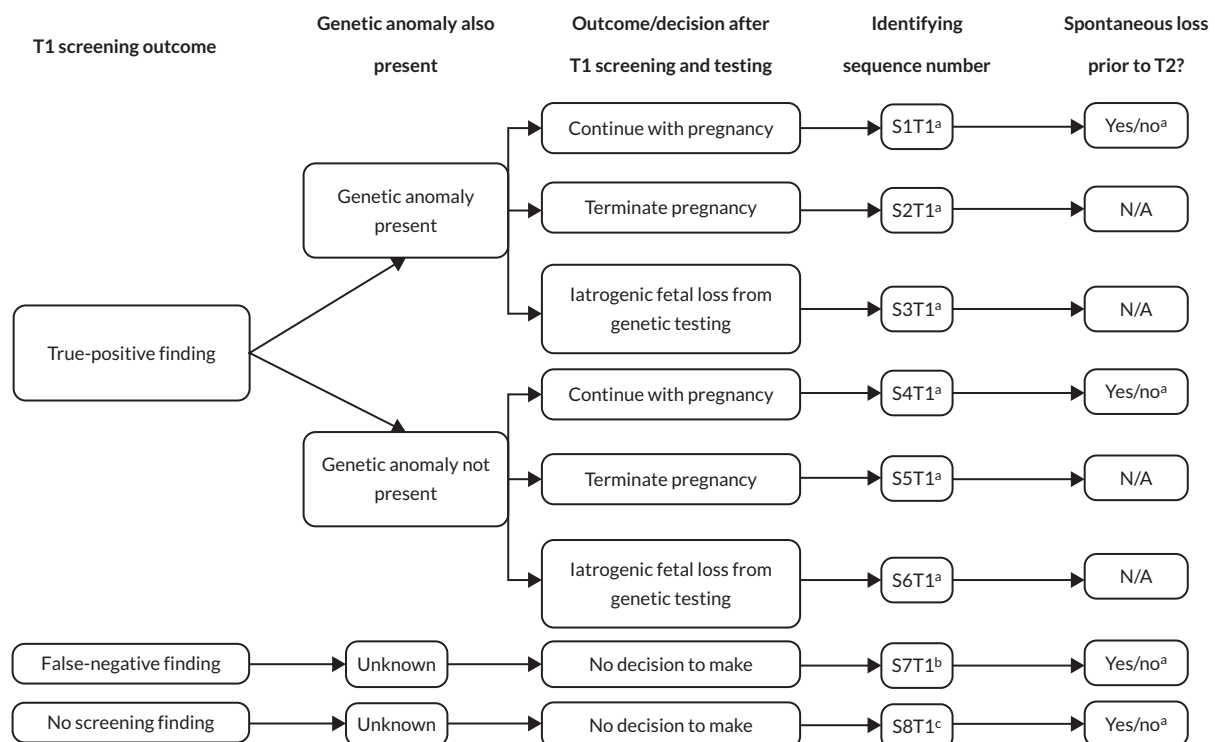 T1 screening outcome
Genetic anomaly also
present
Outcome/decision after
T1 screening and testing
Identifying
sequence number
Spontaneous loss
prior to T2?
Continue with pregnancy
S1T1ᵃ
Yes/noᵃ
Genetic anomaly
present
Terminate pregnancy
S2T1ᵃ
N/A
Iatrogenic fetal loss from
genetic testing
S3T1ᵃ
N/A
True-positive finding
Continue with pregnancy
S4T1ᵃ
Yes/noᵃ
Genetic anomaly not
present
Terminate pregnancy
S5T1ᵃ
N/A
Iatrogenic fetal loss from
genetic testing
S6T1ᵃ
N/A
False-negative finding
Unknown
No decision to make
S7T1ᵇ
Yes/noᵃ
No screening finding
Unknown
No decision to make
S8T1ᶜ
Yes/noᵃ